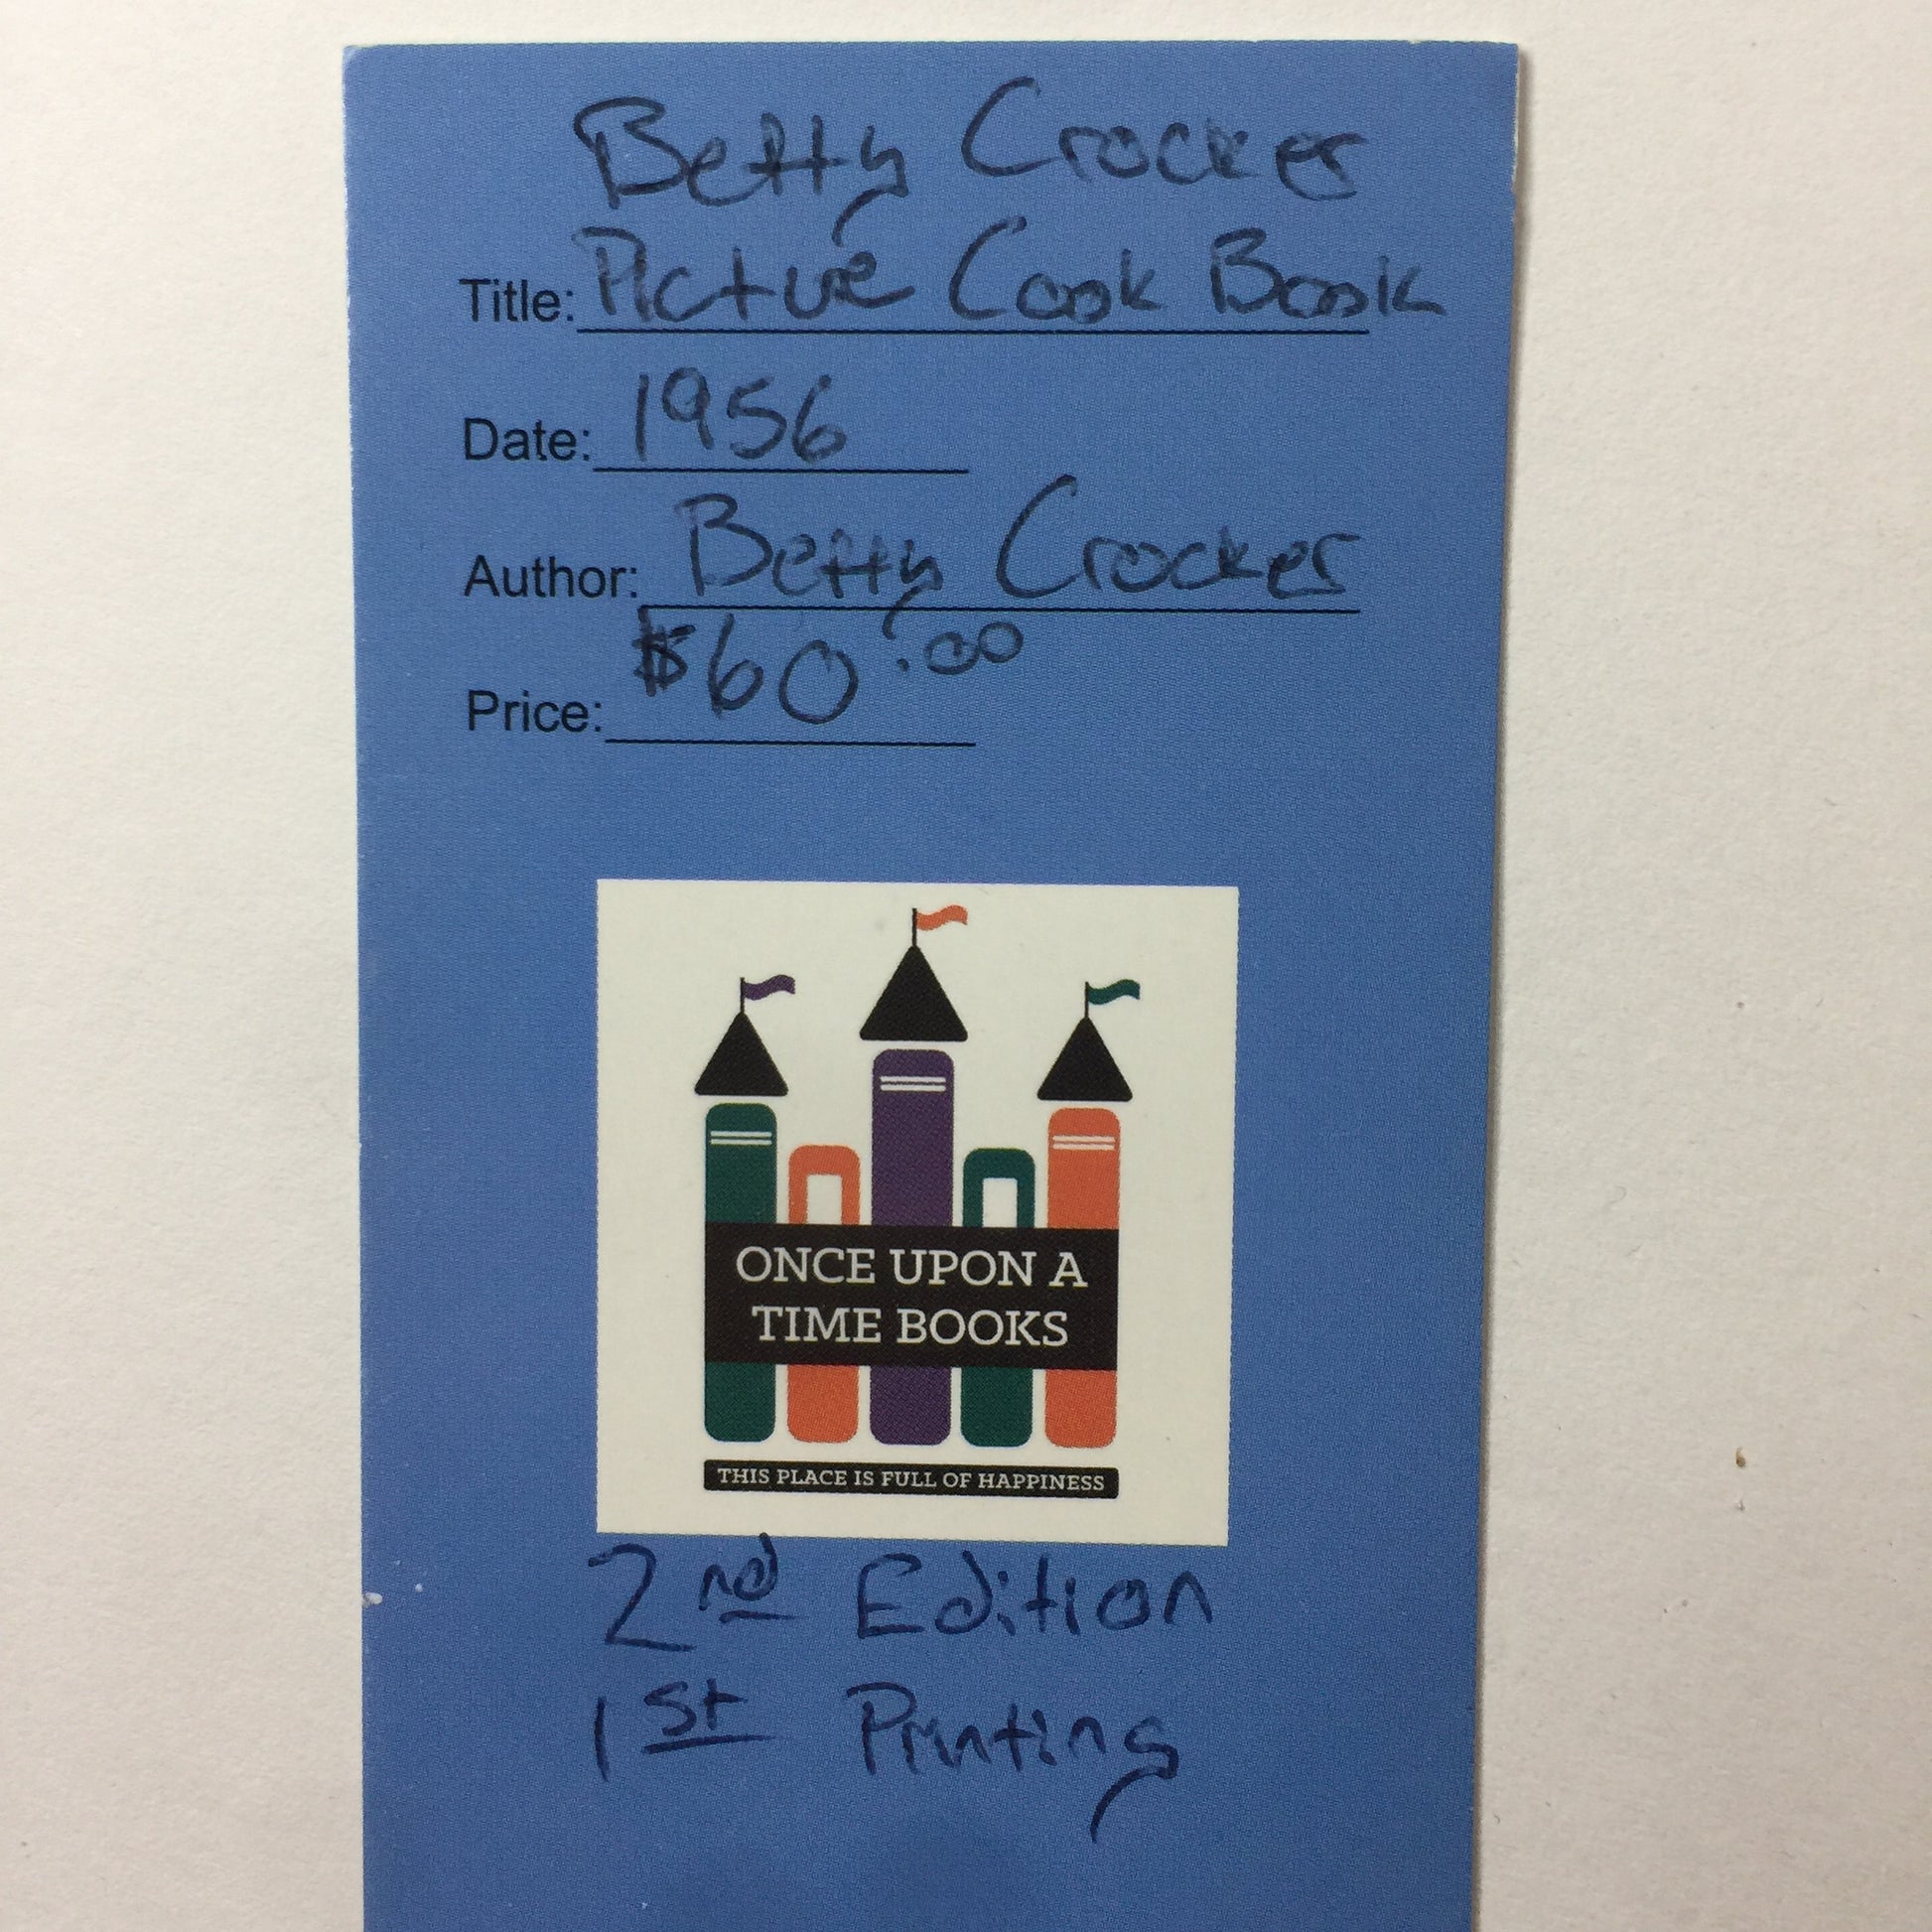 Betty Crocker
Title: Picture Cook Book
Date: 1956
Author: Betty Crocker
Price: $60.00
ONCE UPON A
TIME BOOKS
THIS PLACE IS FULL OF HAPPINESS
2nd Edition
1st Printing